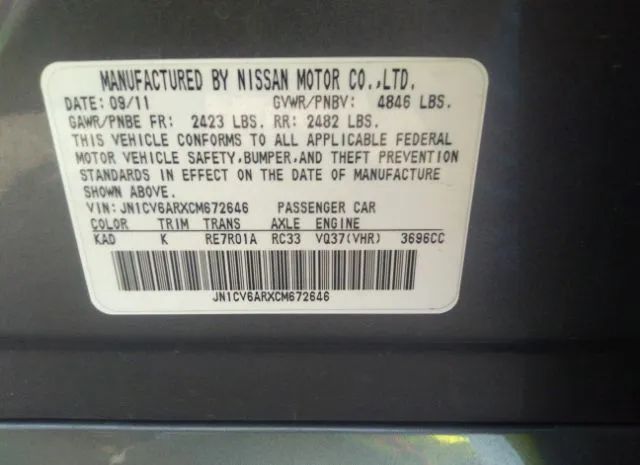 MANUFACTURED BY NISSAN MOTOR CO.,LTD.
DATE: 09/11 GVWR/PNBV: 4846 LBS.
GAWR/PNBE FR: 2423 LBS. RR: 2482 LBS.
THIS VEHICLE CONFORMS TO ALL APPLICABLE FEDERAL
MOTOR VEHICLE SAFETY,BUMPER,AND THEFT PREVENTION
STANDARDS IN EFFECT ON THE DATE OF MANUFACTURE
SHOWN ABOVE.
VIN: JN1CV6ARXCM672646 PASSENGER CAR
COLOR TRIM TRANS AXLE ENGINE
KAD K RE7R01A RC33 VQ37(VHR) 3696CC
JN1CV6ARXCM672646